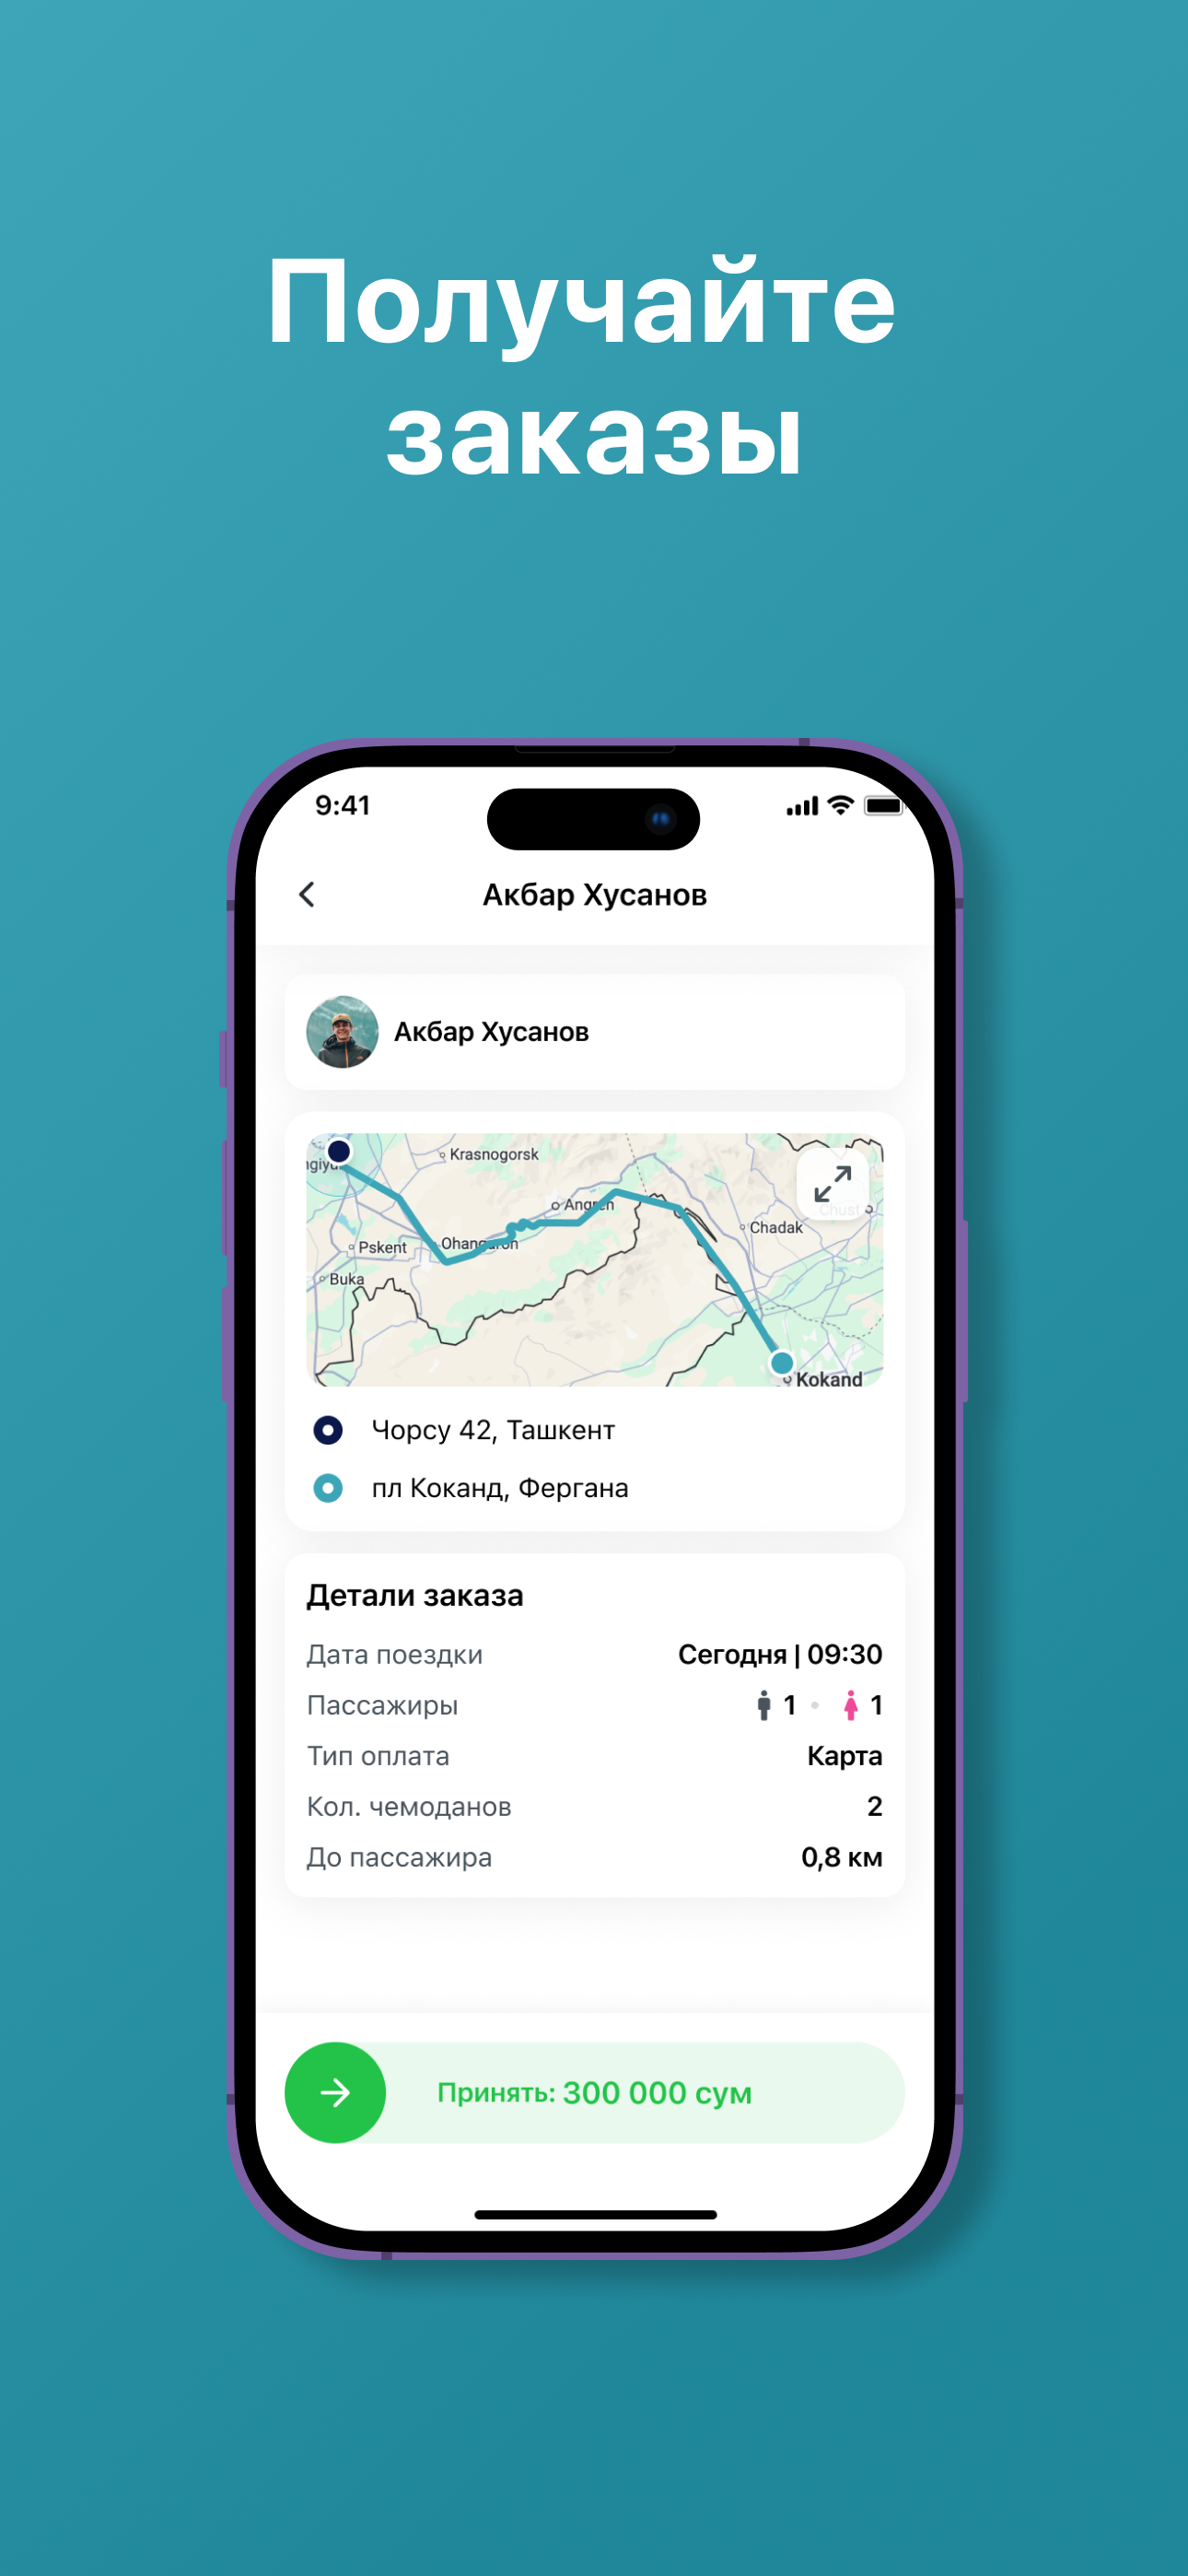 Получайте
заказы
9:41
Акбар Хусанов
Акбар Хусанов
Krasnogorsk
Angren
Chust
Chadak
Pskent
Ohangaron
Buka
Kokand
Чорсу 42, Ташкент
пл Коканд, Фергана
Детали заказа
Дата поездки Сегодня | 09:30
Пассажиры 1 • 1
Тип оплата Карта
Кол. чемоданов 2
До пассажира 0,8 км
Принять: 300 000 сум